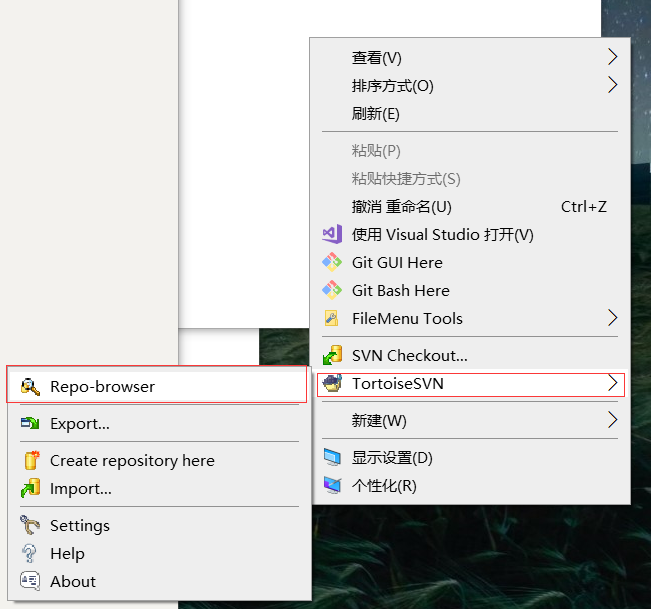 查看(V)
排序方式(O)
刷新(E)
粘贴(P)
粘贴快捷方式(S)
撤消 重命名(U) Ctrl+Z
使用 Visual Studio 打开(V)
Git GUI Here
Git Bash Here
FileMenu Tools
SVN Checkout...
TortoiseSVN
新建(W)
显示设置(D)
个性化(R)
Repo-browser
Export...
Create repository here
Import...
Settings
Help
About